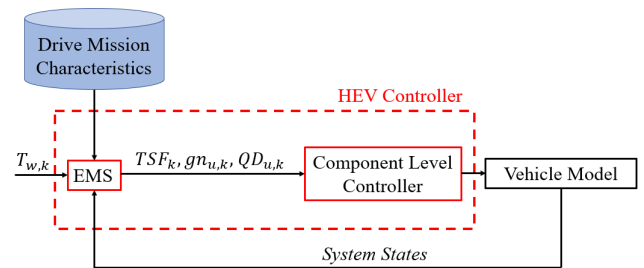 Drive Mission
Characteristics
HEV Controller
T_{w,k}
EMS
TSF_k, gn_{u,k}, QD_{u,k}
Component Level
Controller
Vehicle Model
System States